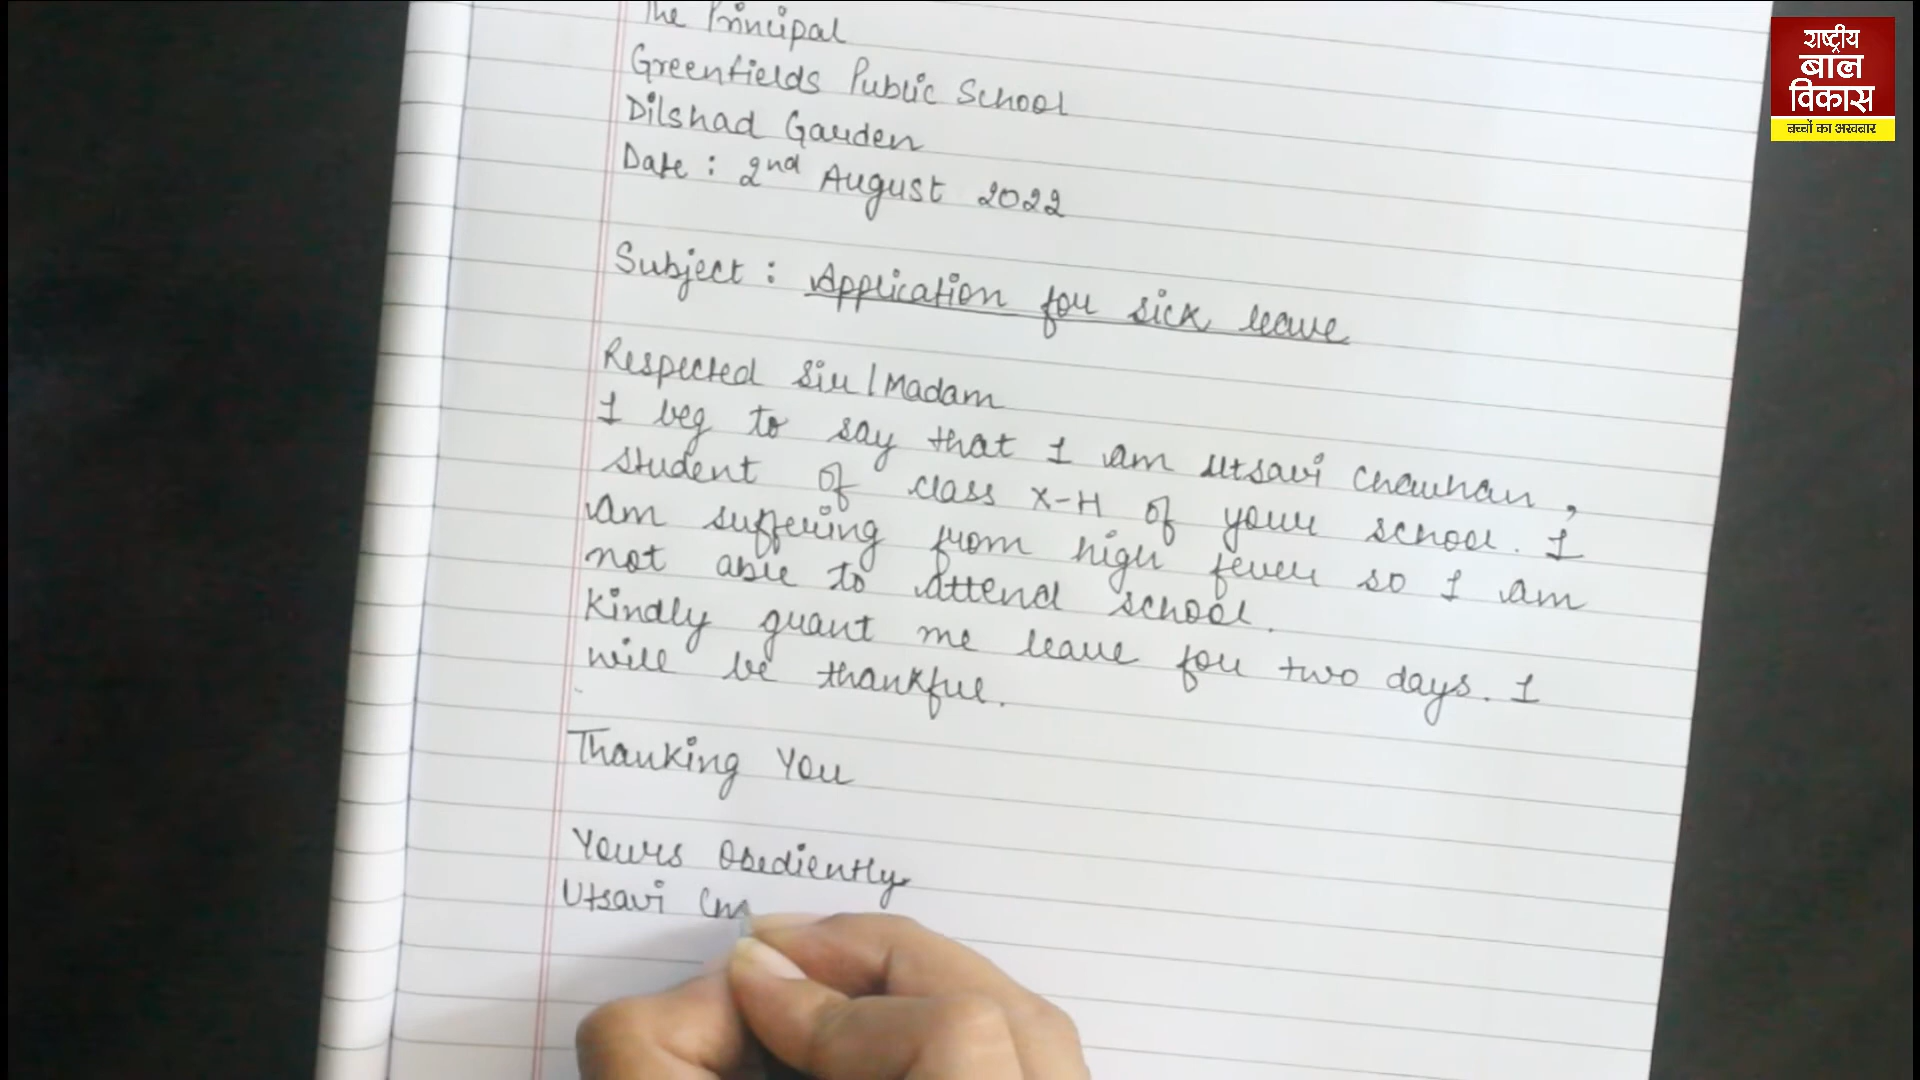 The Principal
Greenfields Public School
Dilshad Garden
Date : 2nd August 2022
Subject : Application for sick leave
Respected Sir/Madam
I beg to say that I am Utsavi Chauhan,
student of class X-H of your school. I
am suffering from high fever so I am
not able to attend school.
Kindly grant me leave for two days. I
will be thankful.
Thanking You
Yours Obediently
Utsavi Cha
राष्ट्रीय
बाल
विकास
बच्चों का अखबार